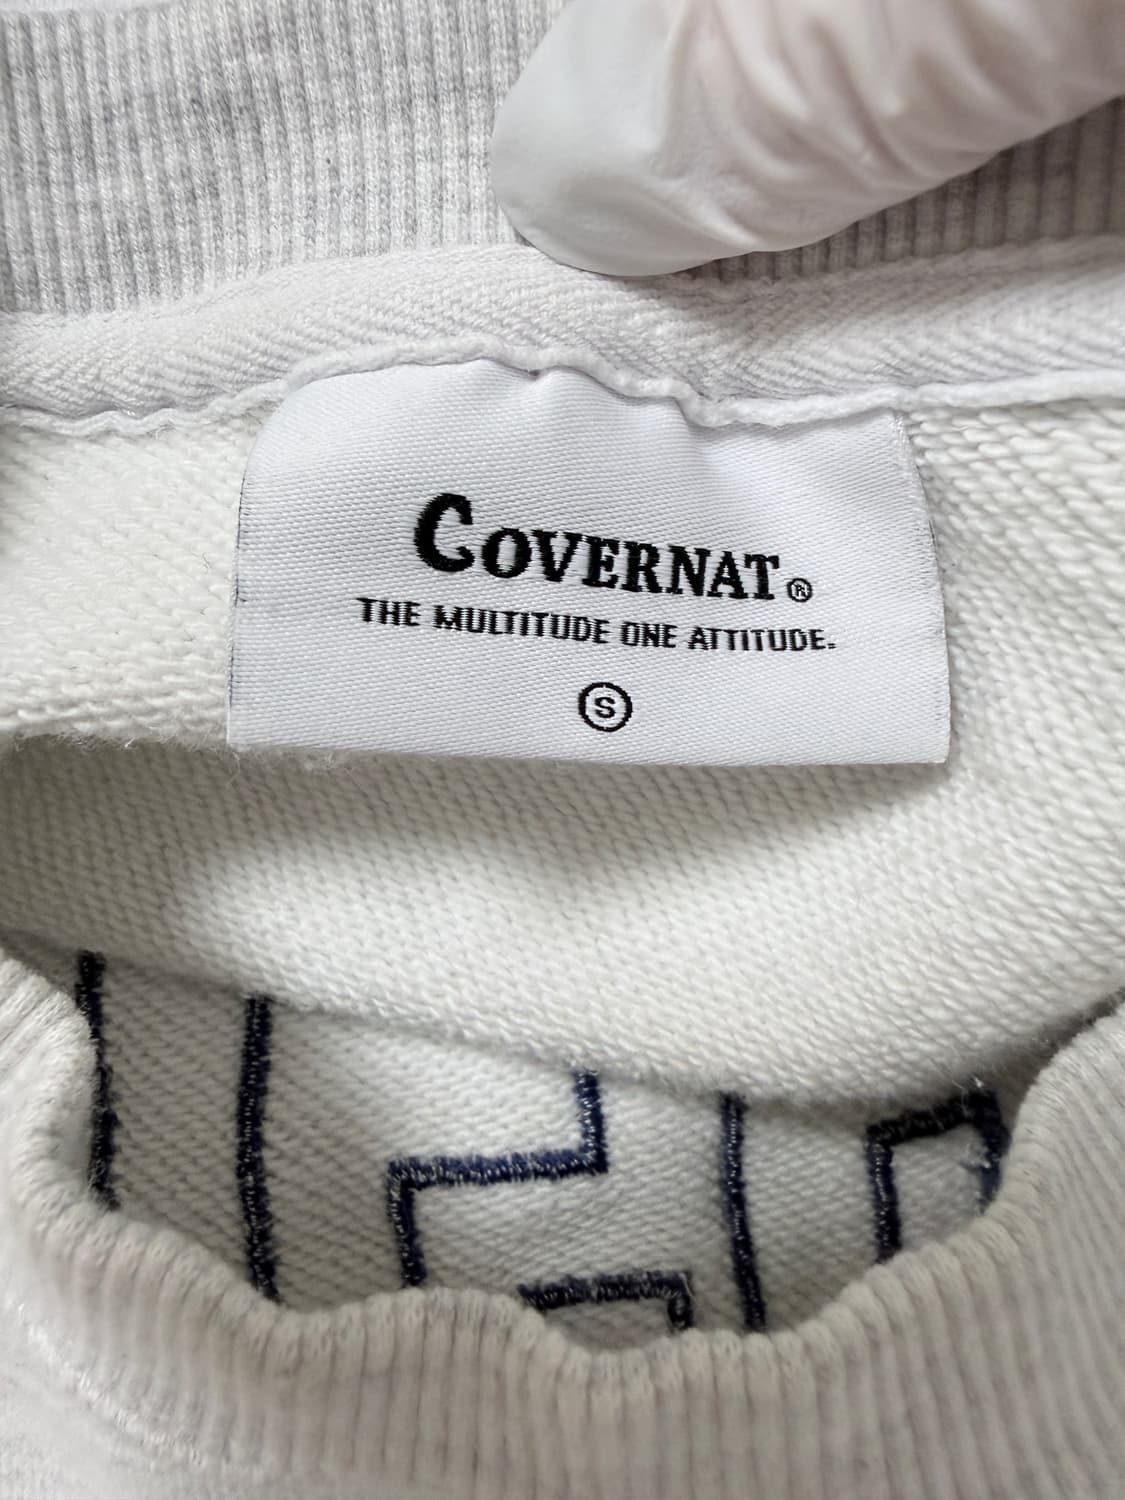 COVERNAT®
THE MULTITUDE ONE ATTITUDE.
S